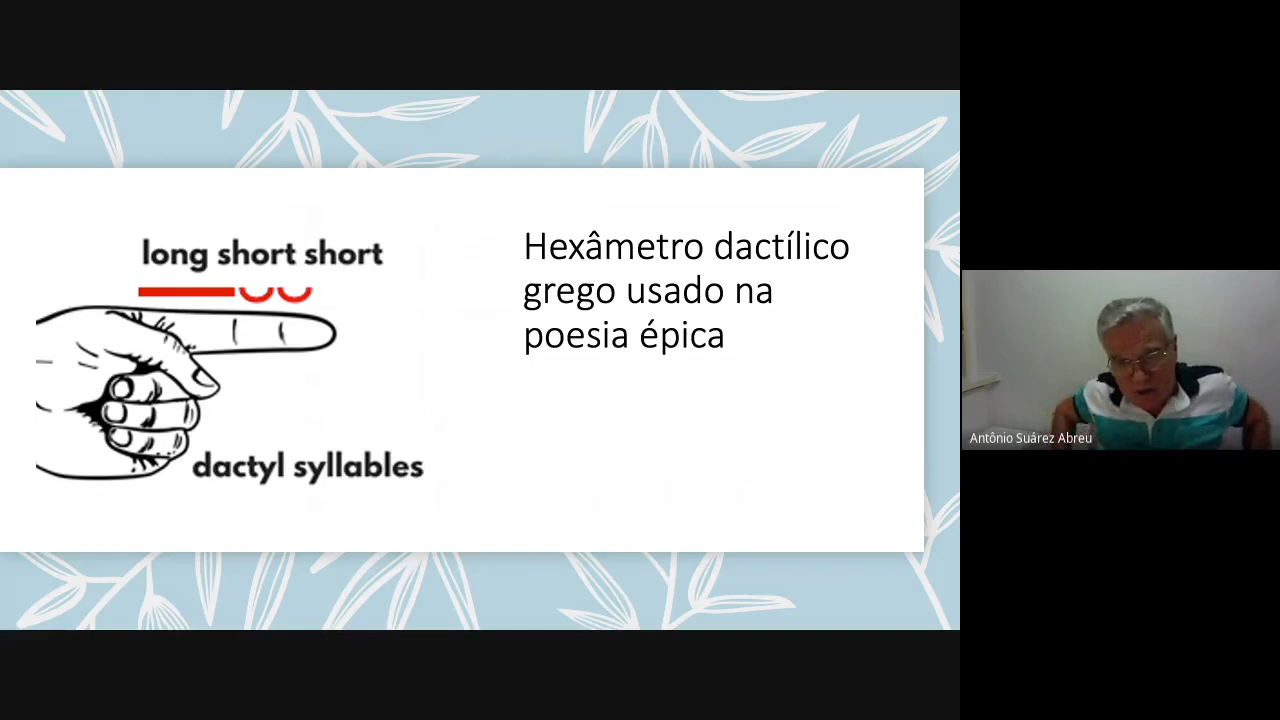 long short short
dactyl syllables
Hexâmetro dactílico
grego usado na
poesia épica
Antônio Suárez Abreu